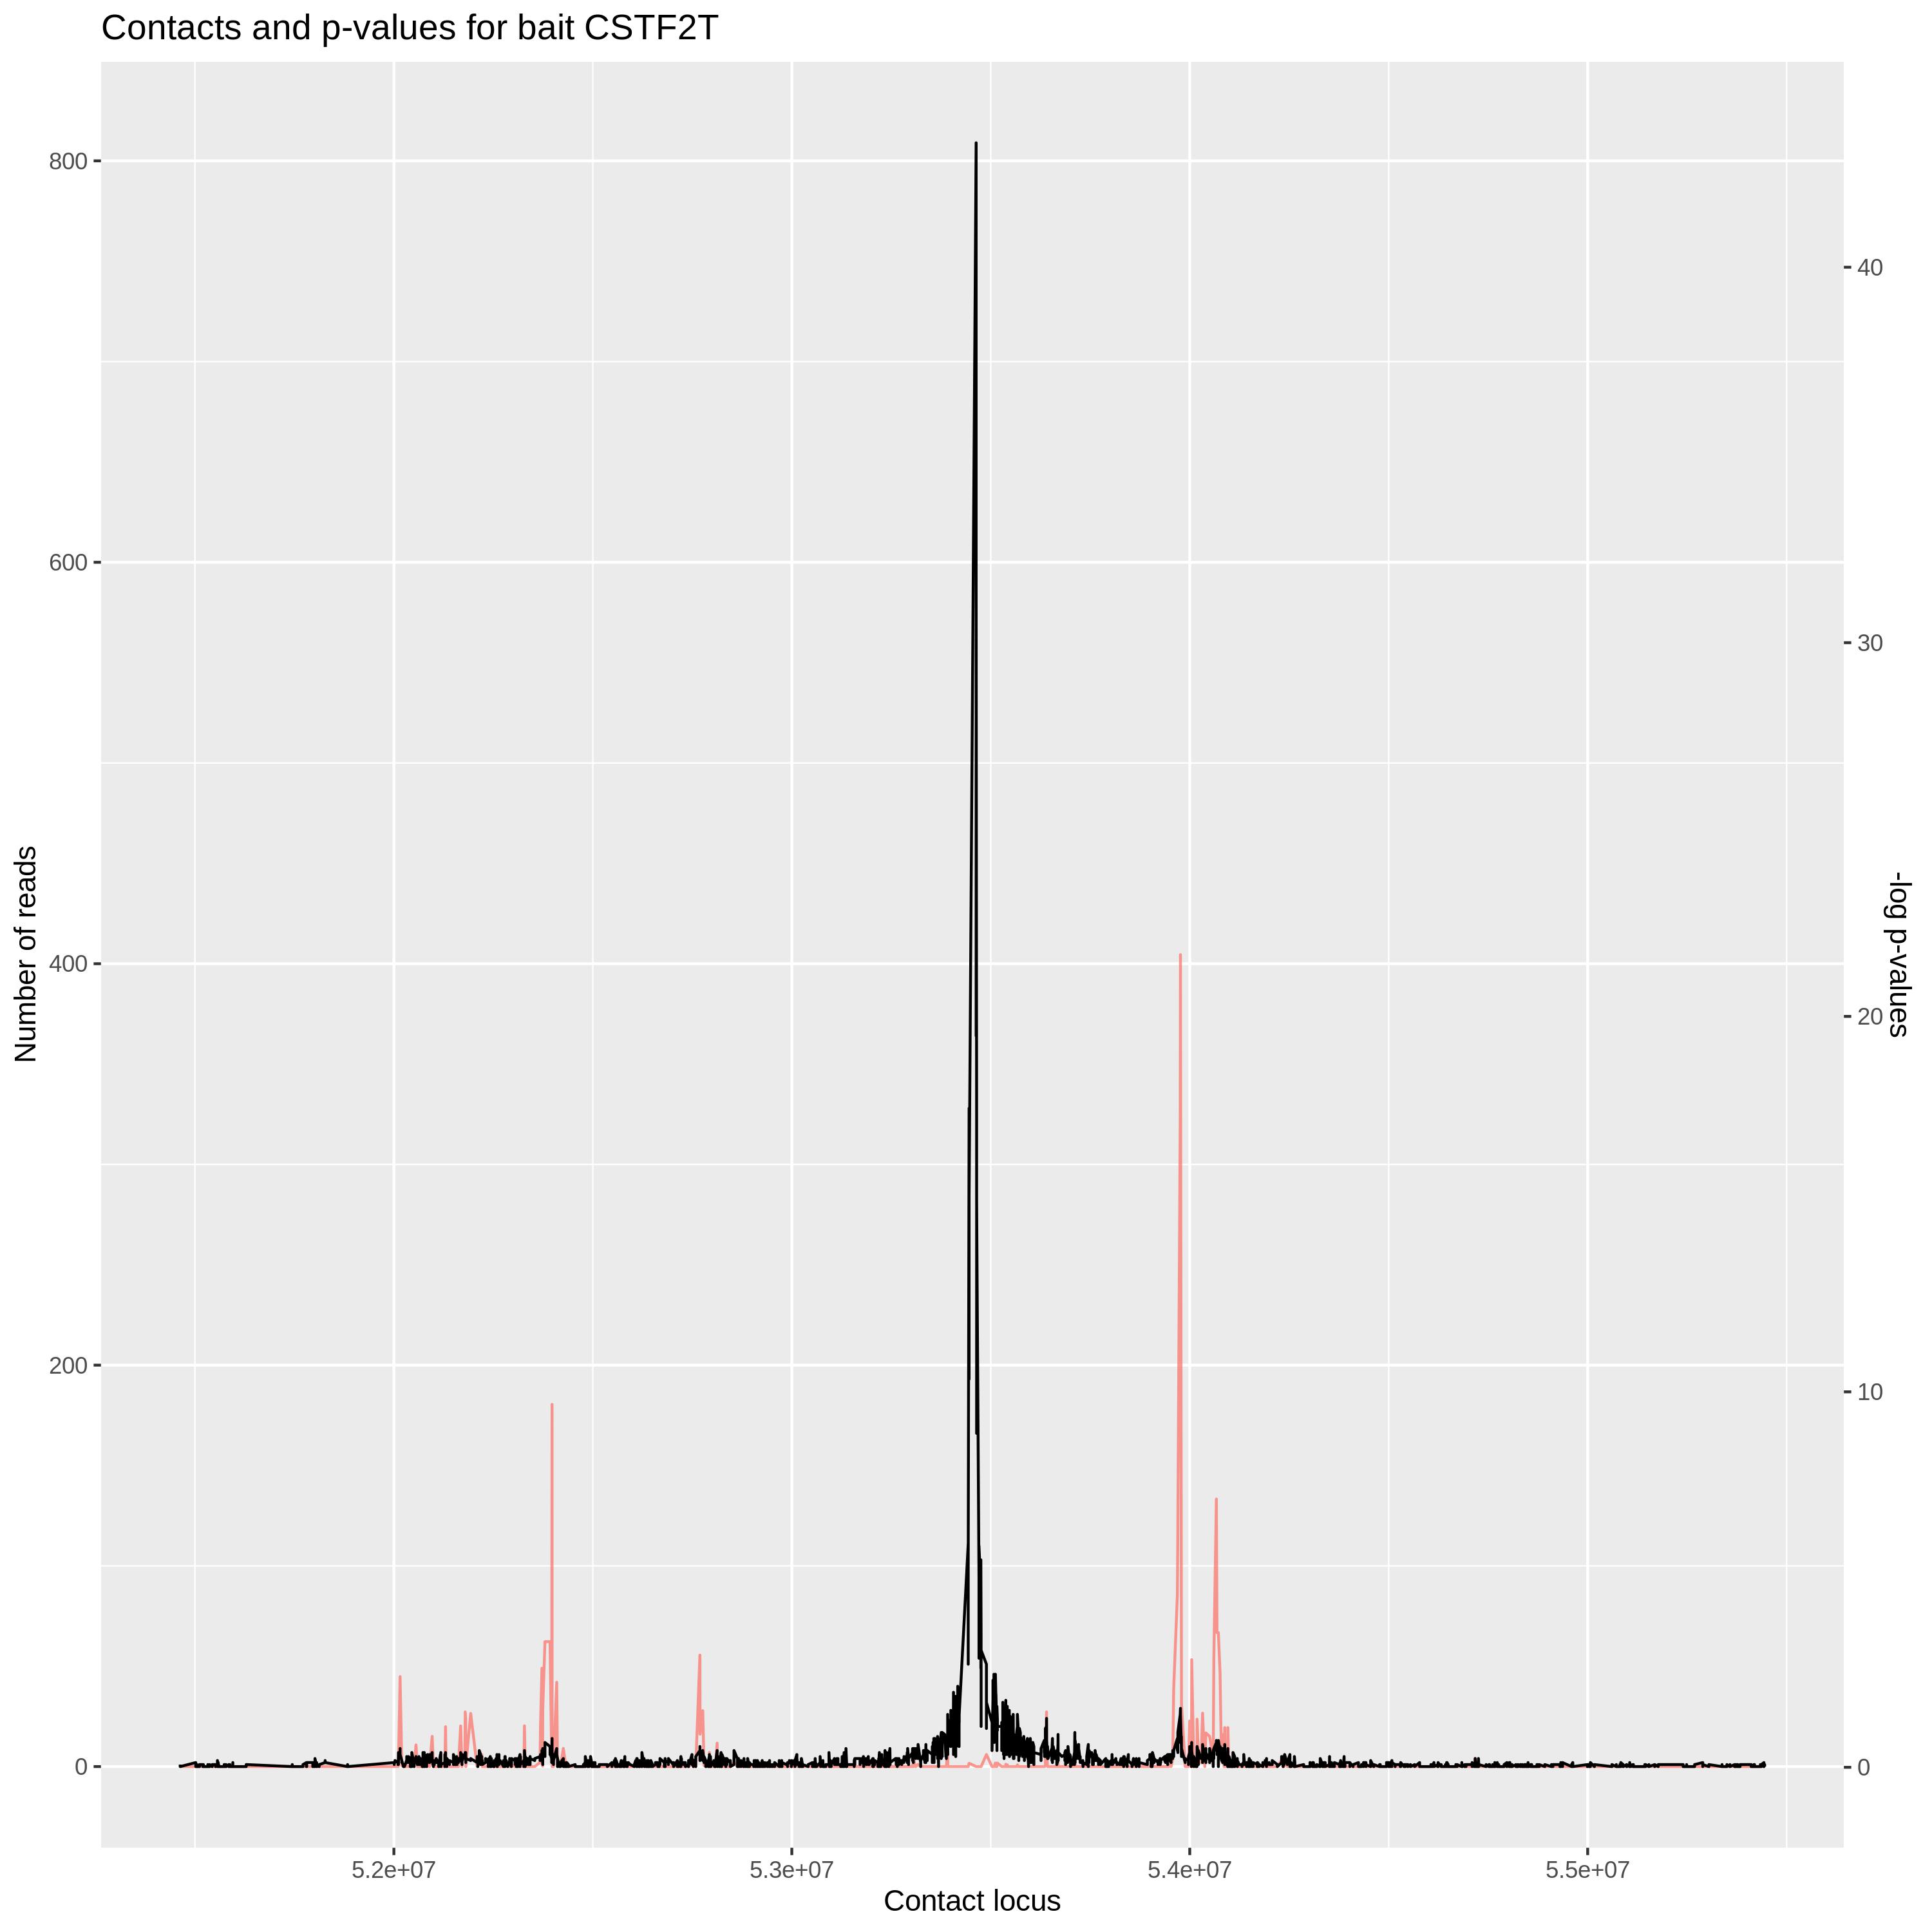 Contacts and p-values for bait CSTF2T
800
600
400
200
0
Number of reads
40
30
20
10
0
-log p-values
5.2e+07
5.3e+07
5.4e+07
5.5e+07
Contact locus